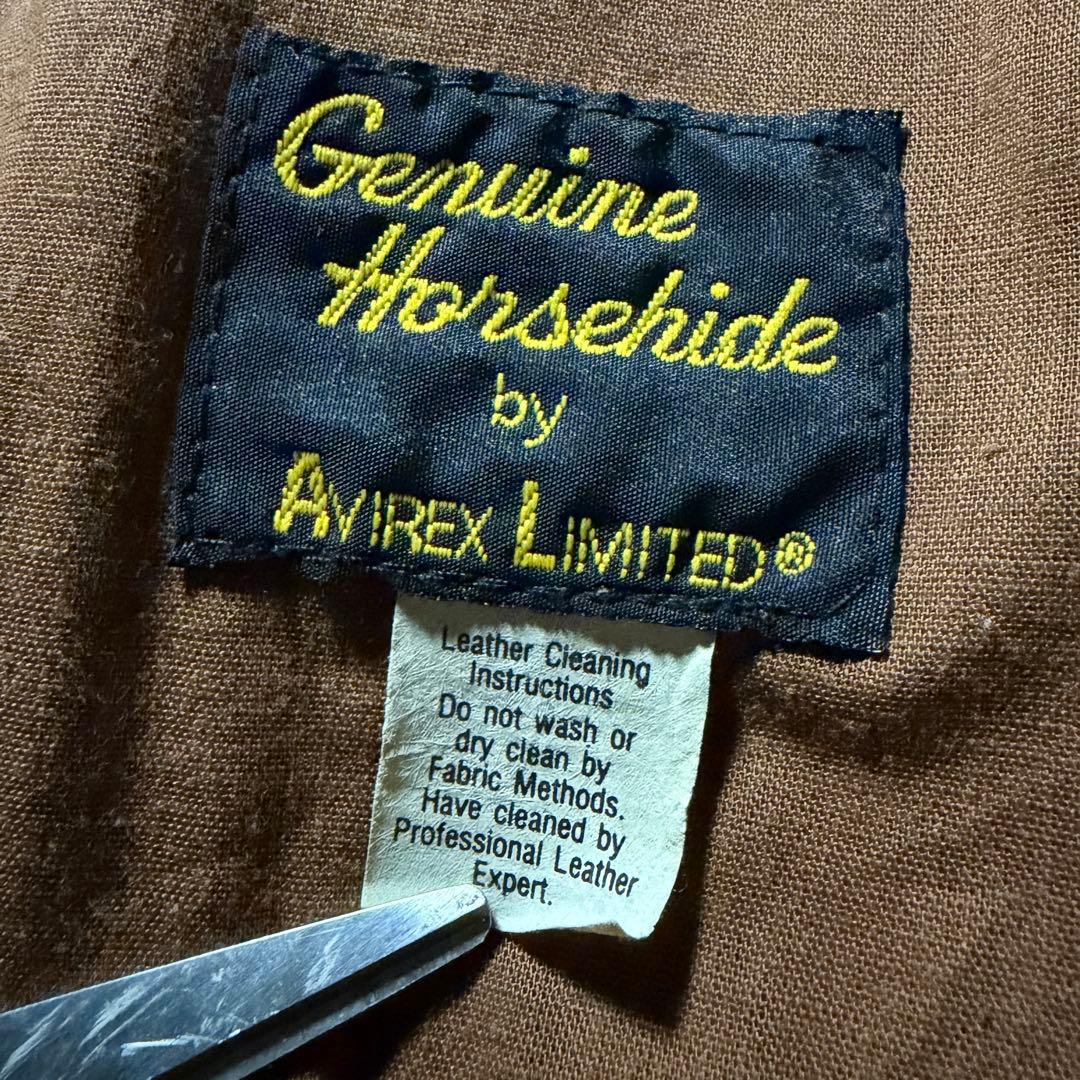 Genuine
Horsehide
by
AVIREX LIMITED®
Leather Cleaning
Instructions
Do not wash or
dry clean by
Fabric Methods.
Have cleaned by
Professional Leather
Expert.